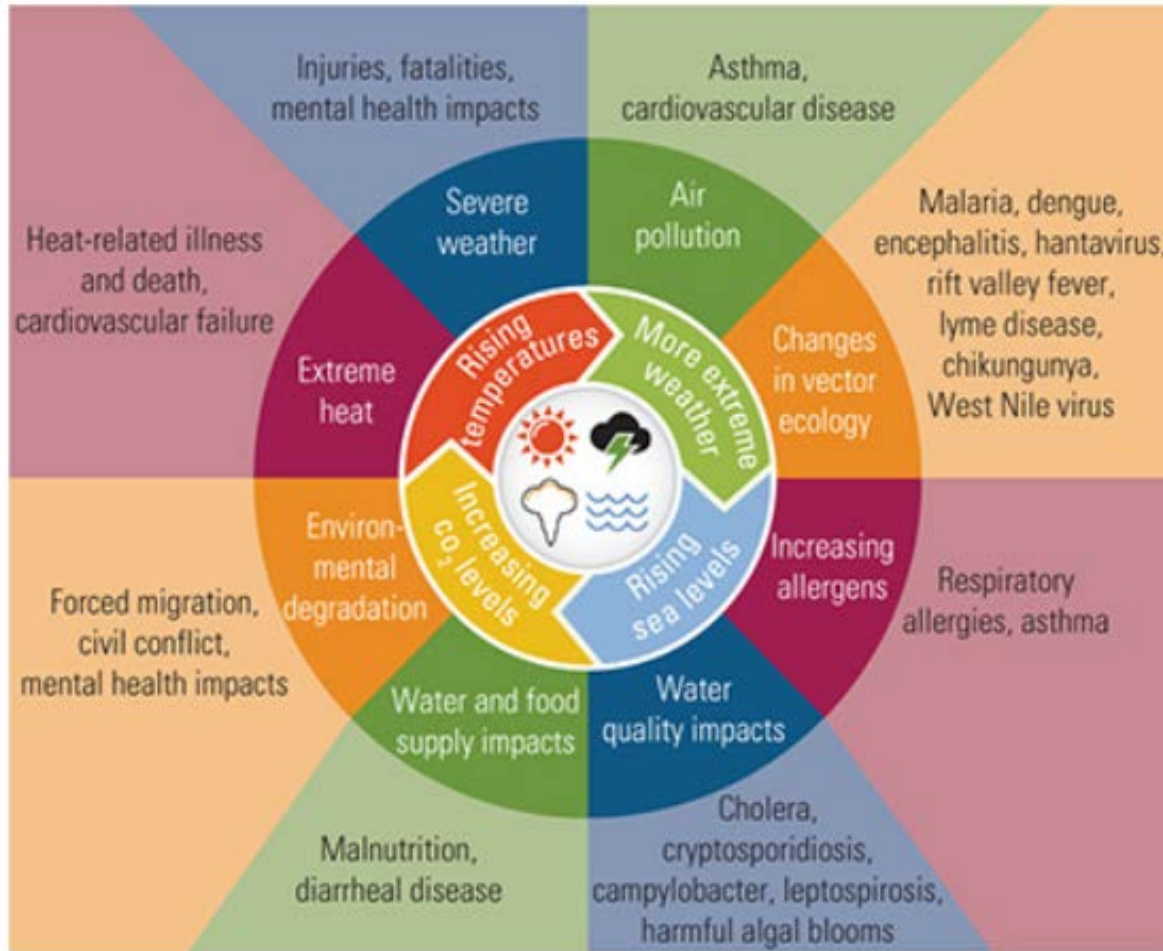 Injuries, fatalities,
mental health impacts
Asthma,
cardiovascular disease
Severe
weather
Air
pollution
Heat-related illness
and death,
cardiovascular failure
Malaria, dengue,
encephalitis, hantavirus,
rift valley fever,
lyme disease,
chikungunya,
West Nile virus
Extreme
heat
Rising
temperatures
More extreme
weather
Changes
in vector
ecology
Environ-
mental
degradation
Increasing
co₂ levels
Rising
sea levels
Increasing
allergens
Forced migration,
civil conflict,
mental health impacts
Respiratory
allergies, asthma
Water and food
supply impacts
Water
quality impacts
Malnutrition,
diarrheal disease
Cholera,
cryptosporidiosis,
campylobacter, leptospirosis,
harmful algal blooms